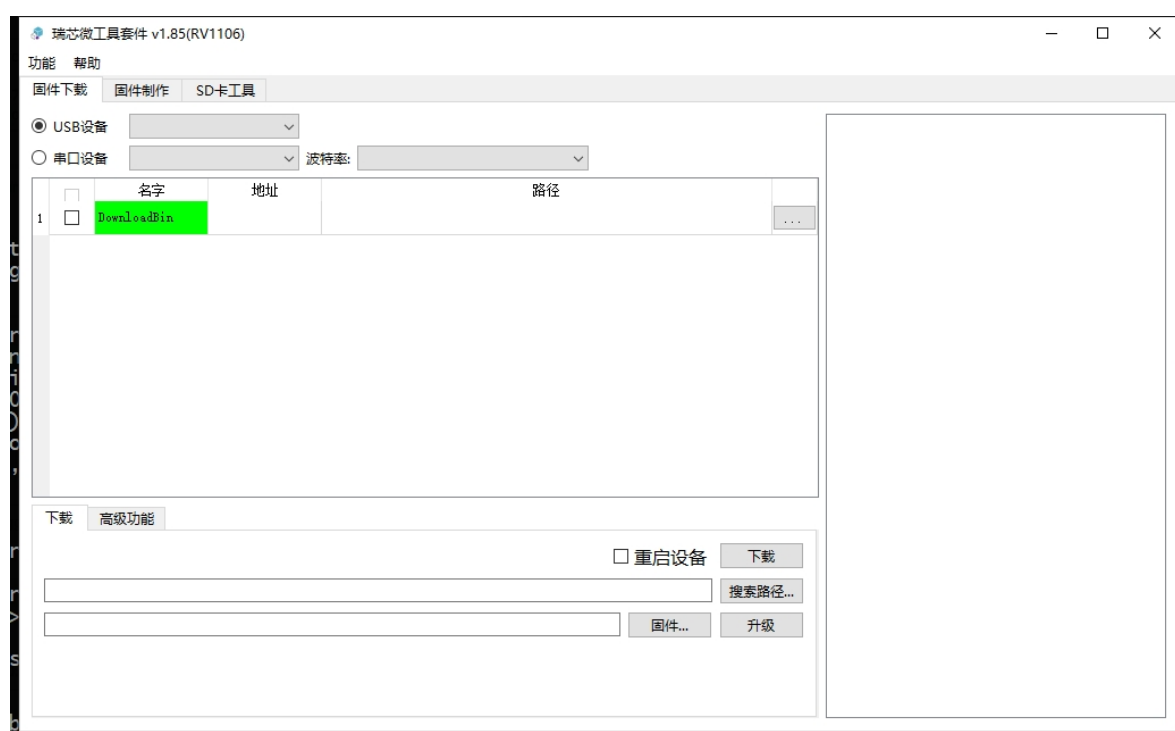 瑞芯微工具套件 v1.85(RV1106)
功能 帮助
固件下载 固件制作 SD卡工具
USB设备
串口设备 波特率:
名字 地址 路径
1 DownloadBin ...
下载 高级功能
重启设备 下载
搜索路径...
固件... 升级